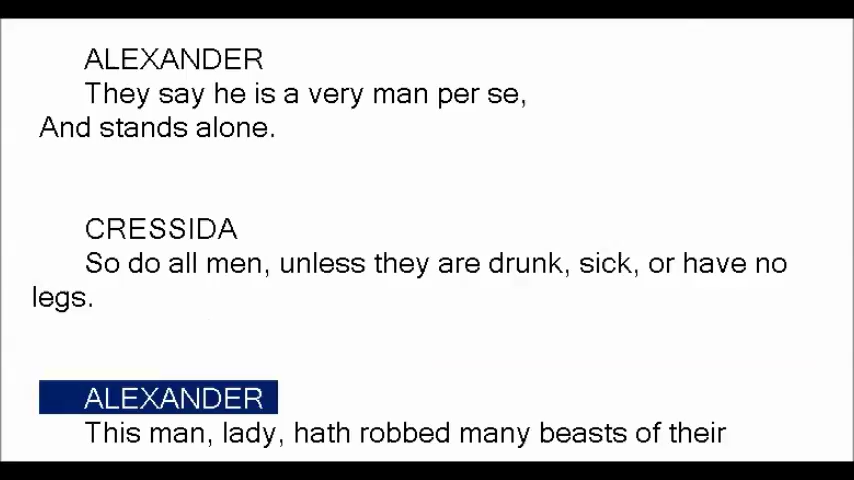 ALEXANDER
They say he is a very man per se,
And stands alone.
CRESSIDA
So do all men, unless they are drunk, sick, or have no
legs.
ALEXANDER
This man, lady, hath robbed many beasts of their